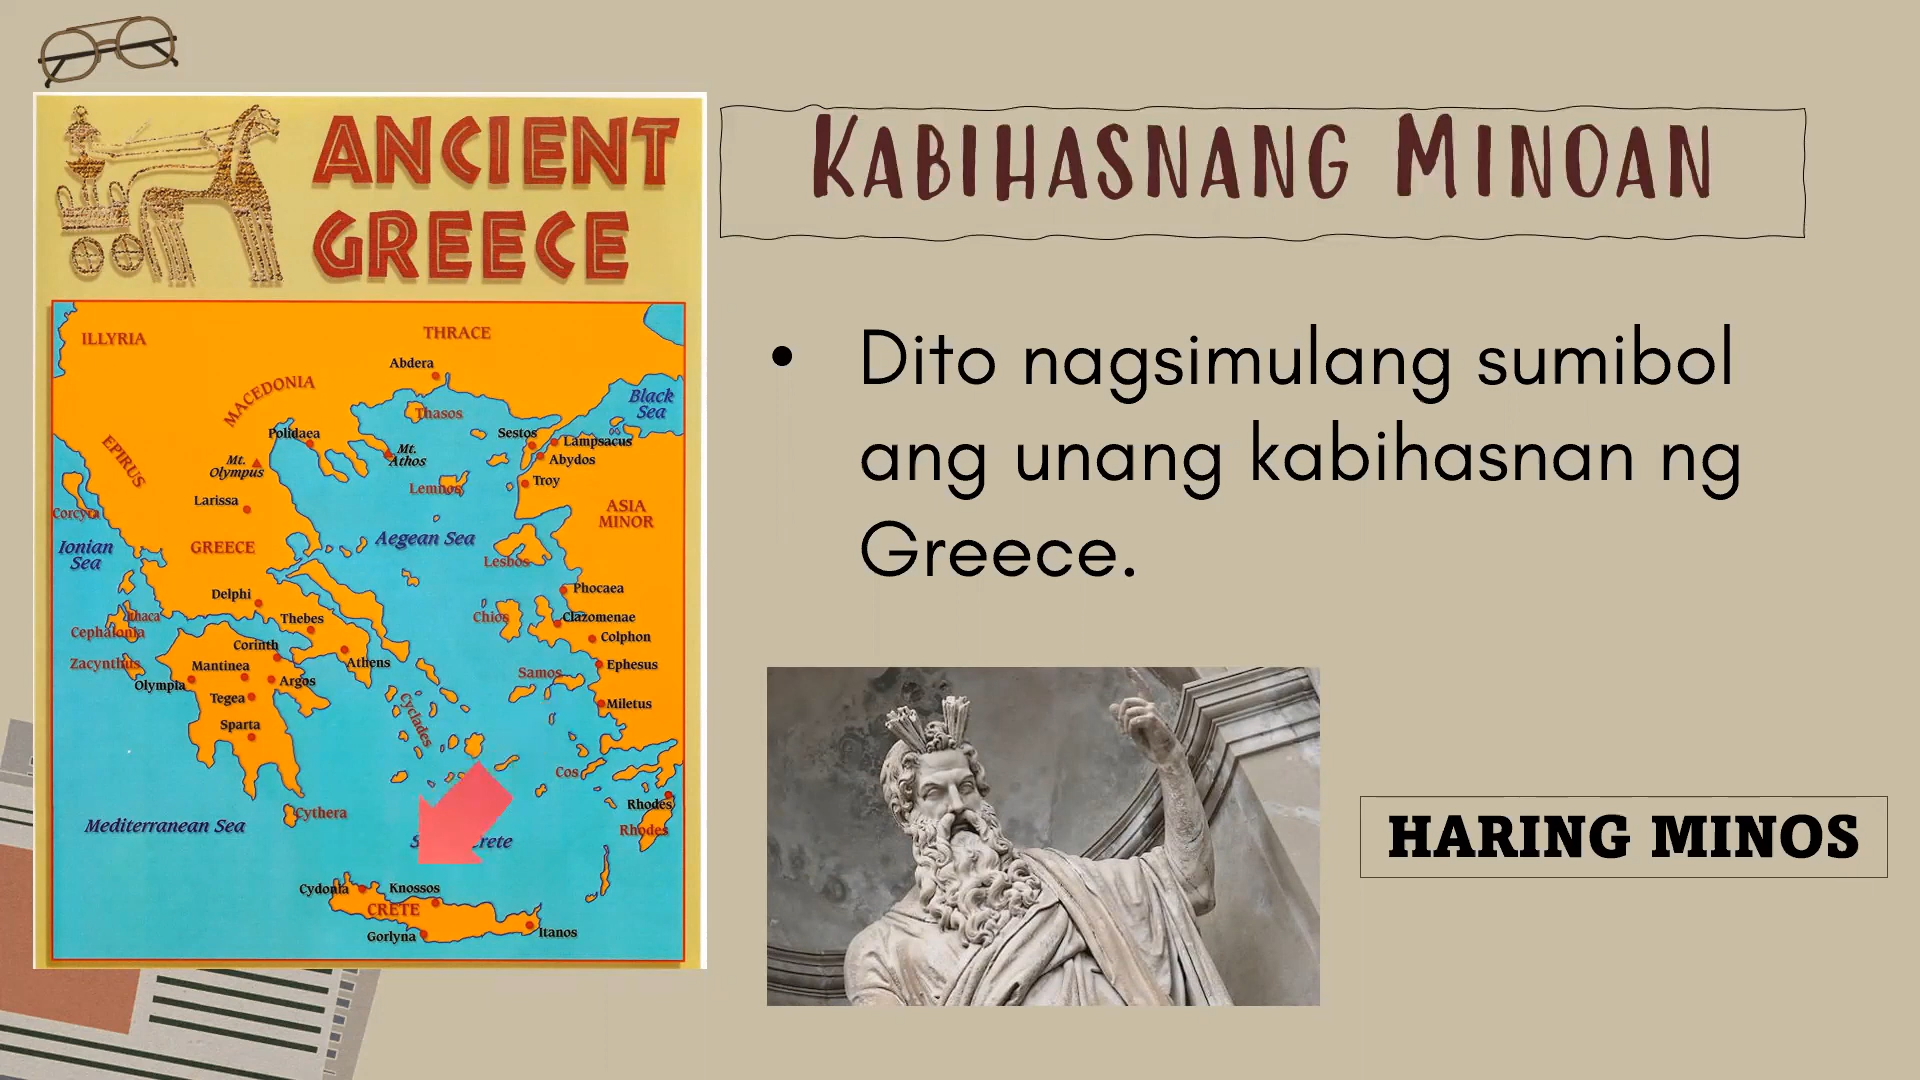 ANCIENT
GREECE
ILLYRIA
THRACE
Abdera
MACEDONIA
Black
Sea
Thasos
Polidaea
Sestos
Lampsacus
EPIRUS
Mt.
Athos
Mt.
Olympus
Abydos
Troy
Lemnos
Larissa
Corcyra
ASIA
MINOR
Aegean Sea
Ionian
Sea
GREECE
Lesbos
Delphi
Phocaea
Ithaca
Thebes
Chios
Clazomenae
Cephalonia
Colphon
Corinth
Zacynthus
Mantinea
Athens
Ephesus
Olympia
Argos
Samos
Tegea
Cyclades
Miletus
Sparta
Cos
Cythera
Rhodes
Rhodes
Mediterranean Sea
Cydonia
Knossos
CRETE
Gorlyna
Itanos
KABIHASNANG MINOAN
• Dito nagsimulang sumibol
ang unang kabihasnan ng
Greece.
HARING MINOS